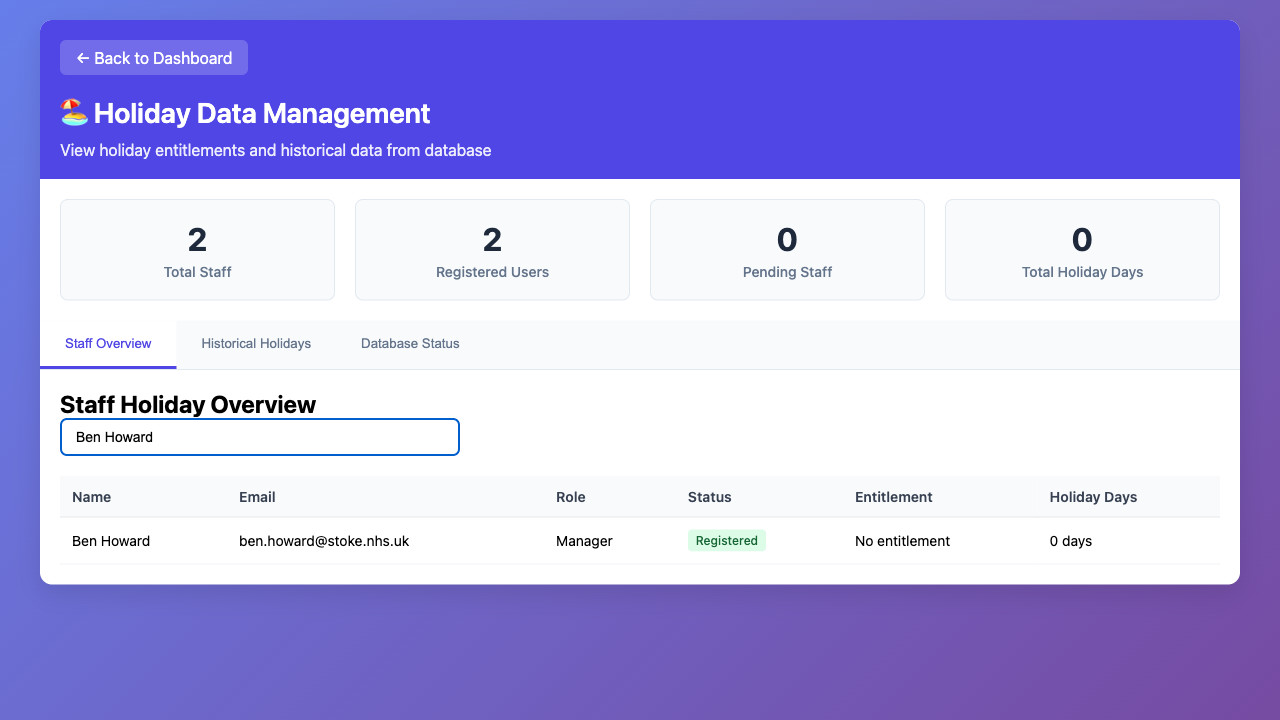 ← Back to Dashboard
🏖️ Holiday Data Management
View holiday entitlements and historical data from database
2
Total Staff
2
Registered Users
0
Pending Staff
0
Total Holiday Days
Staff Overview Historical Holidays Database Status
Staff Holiday Overview
Ben Howard
Name Email Role Status Entitlement Holiday Days
Ben Howard ben.howard@stoke.nhs.uk Manager Registered No entitlement 0 days